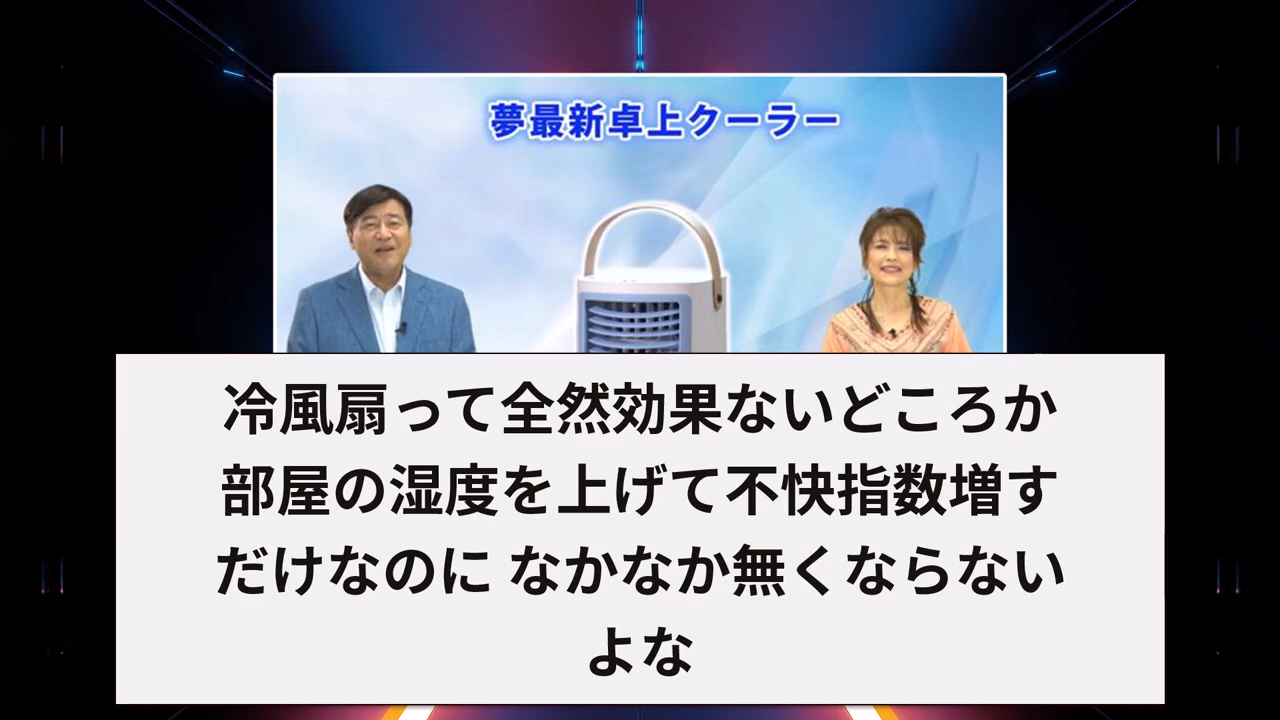 夢最新卓上クーラー
冷風扇って全然効果ないどころか
部屋の湿度を上げて不快指数増す
だけなのに なかなか無くならない
よな